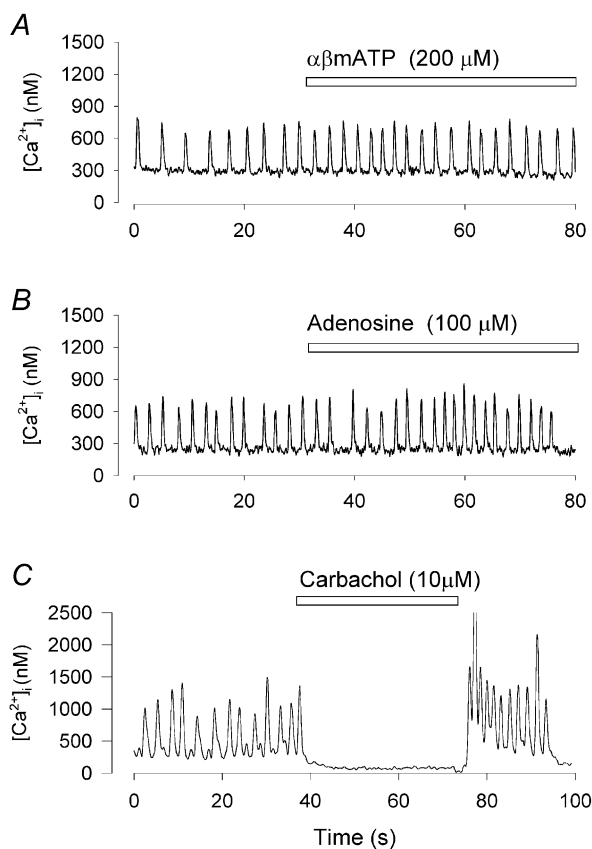 A
αβmATP (200 μM)
[Ca²⁺]ᵢ (nM)
1500
1200
900
600
300
0
0 20 40 60 80
B
Adenosine (100 μM)
[Ca²⁺]ᵢ (nM)
1500
1200
900
600
300
0
0 20 40 60 80
C
Carbachol (10μM)
[Ca²⁺]ᵢ (nM)
2500
2000
1500
1000
500
0
0 20 40 60 80 100
Time (s)